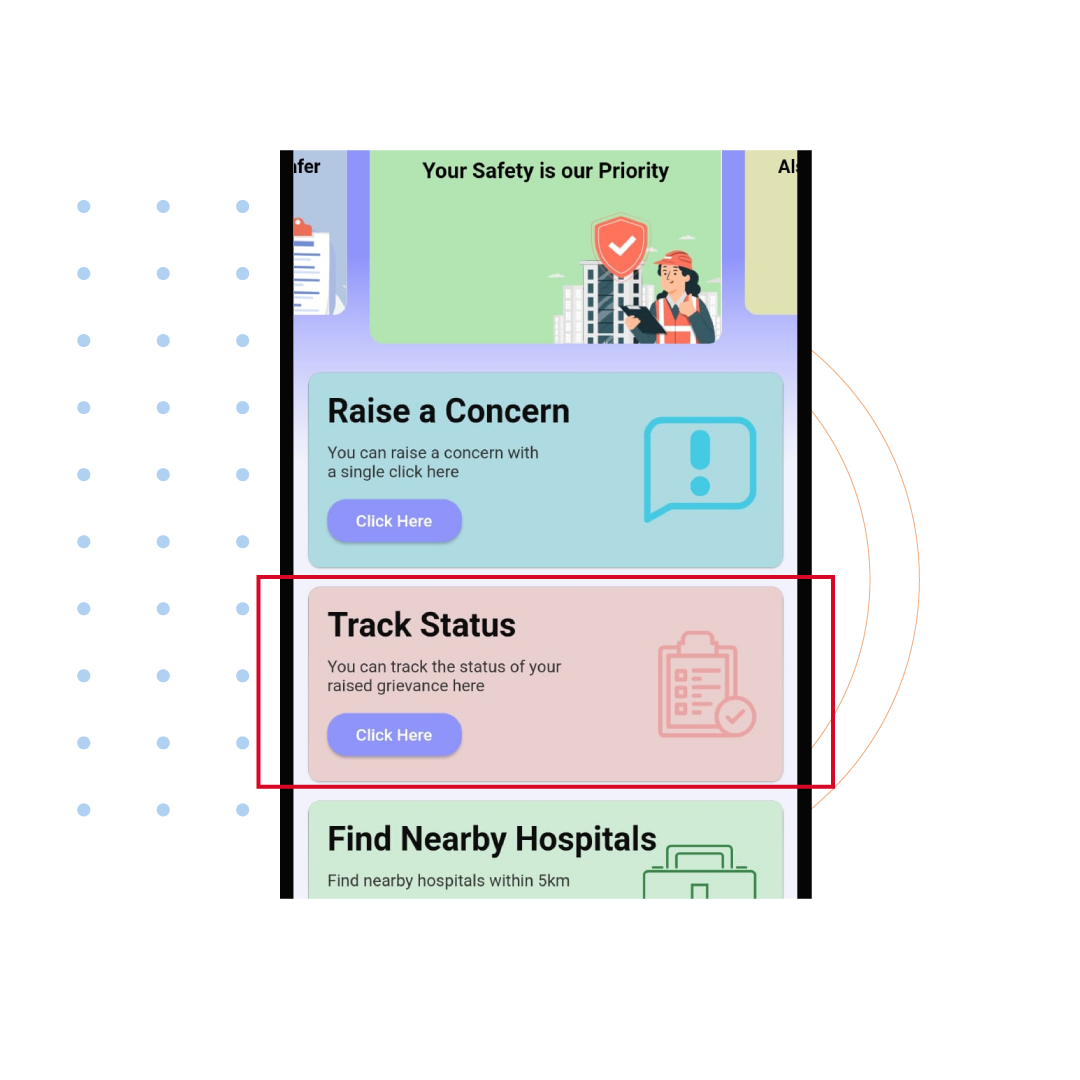 Your Safety is our Priority
Raise a Concern
You can raise a concern with
a single click here
Click Here
Track Status
You can track the status of your
raised grievance here
Click Here
Find Nearby Hospitals
Find nearby hospitals within 5km